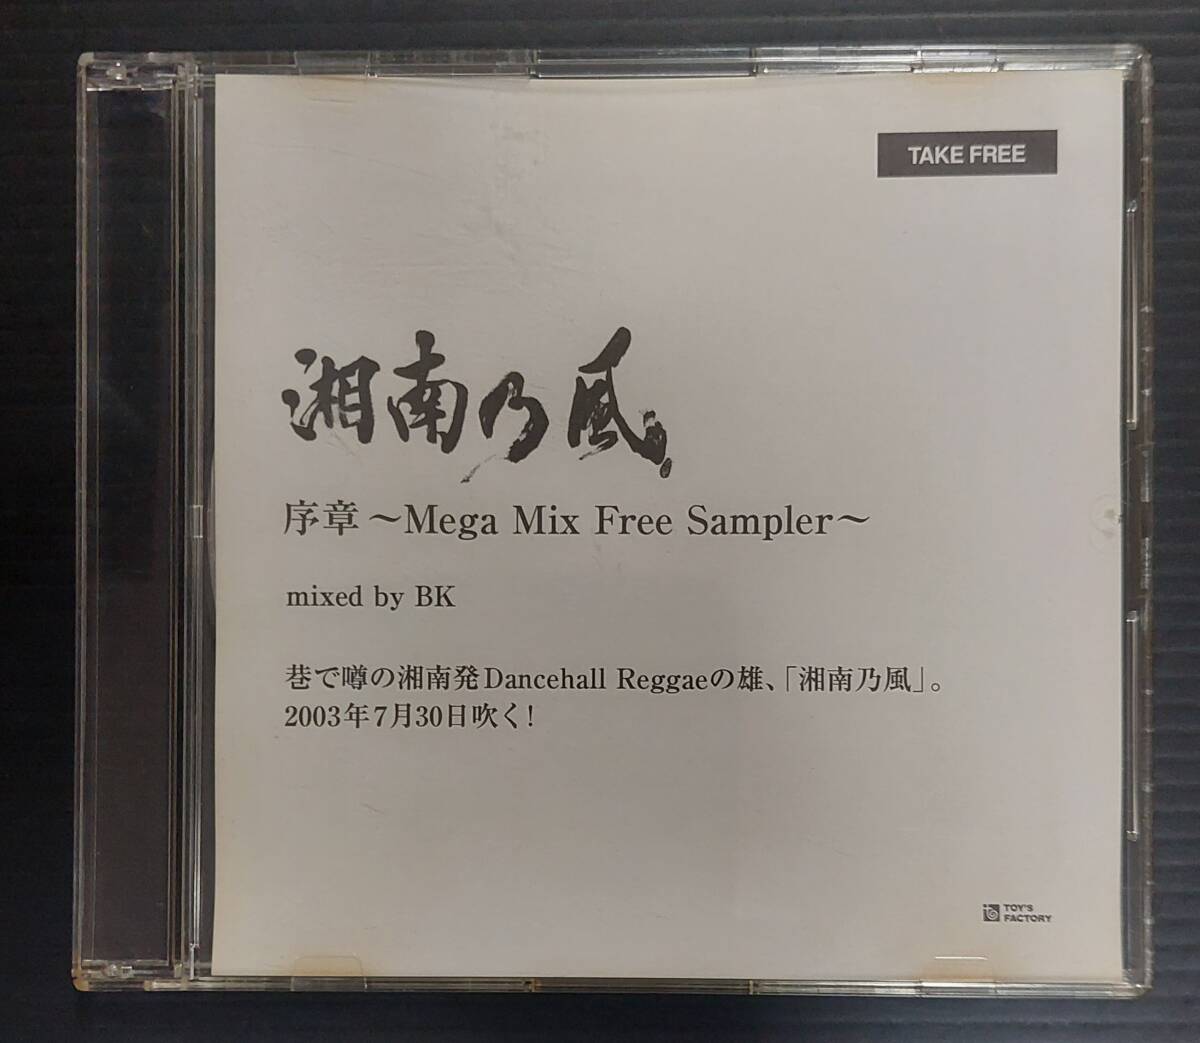 TAKE FREE
湘南乃風
序章～Mega Mix Free Sampler～
mixed by BK
巷で噂の湘南発Dancehall Reggaeの雄、「湘南乃風」。
2003年7月30日吹く!
TOY'S
FACTORY